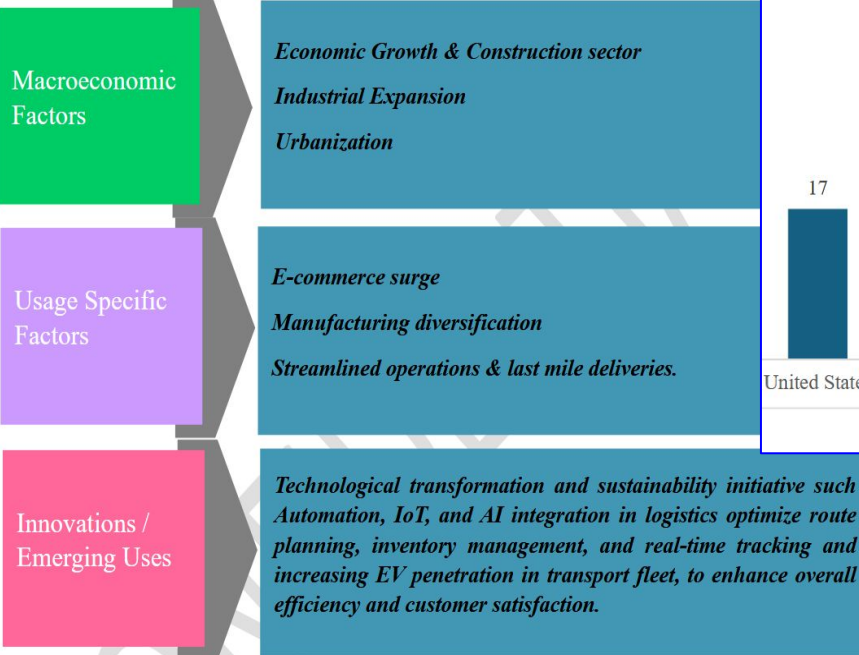 Macroeconomic
Factors
Economic Growth & Construction sector
Industrial Expansion
Urbanization
17
United State
Usage Specific
Factors
E-commerce surge
Manufacturing diversification
Streamlined operations & last mile deliveries.
Innovations /
Emerging Uses
Technological transformation and sustainability initiative such
Automation, IoT, and AI integration in logistics optimize route
planning, inventory management, and real-time tracking and
increasing EV penetration in transport fleet, to enhance overall
efficiency and customer satisfaction.